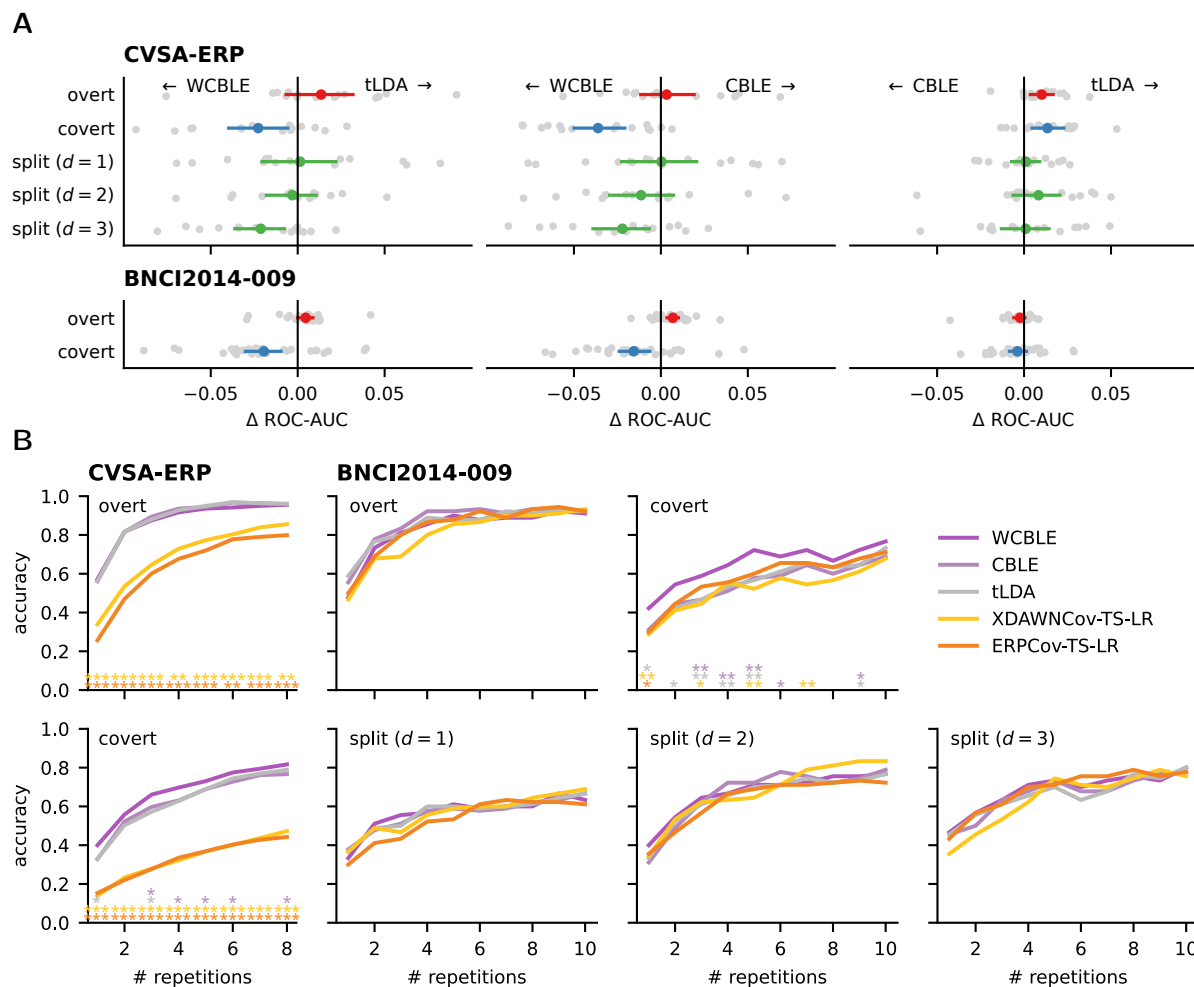 A
CVSA-ERP
← WCBLE tLDA →
← WCBLE CBLE →
← CBLE tLDA →
overt
covert
split (d = 1)
split (d = 2)
split (d = 3)
BNCI2014-009
overt
covert
−0.05 0.00 0.05
−0.05 0.00 0.05
−0.05 0.00 0.05
Δ ROC-AUC
Δ ROC-AUC
Δ ROC-AUC
B
CVSA-ERP
BNCI2014-009
overt
overt
covert
accuracy
1.0
0.8
0.6
0.4
0.2
0.0
WCBLE
CBLE
tLDA
XDAWNCov-TS-LR
ERPCov-TS-LR
covert
split (d = 1)
split (d = 2)
split (d = 3)
accuracy
1.0
0.8
0.6
0.4
0.2
0.0
2 4 6 8
2 4 6 8 10
2 4 6 8 10
2 4 6 8 10
# repetitions
# repetitions
# repetitions
# repetitions